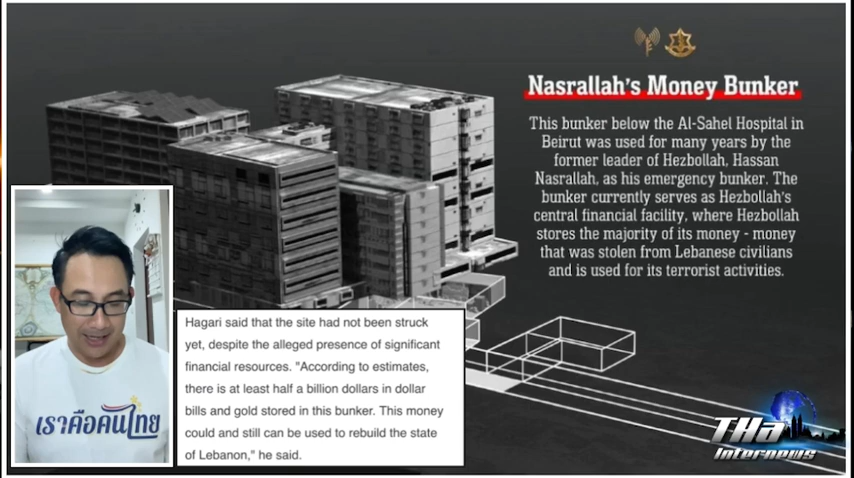 Nasrallah's Money Bunker
This bunker below the Al-Sahel Hospital in
Beirut was used for many years by the
former leader of Hezbollah, Hassan
Nasrallah, as his emergency bunker. The
bunker currently serves as Hezbollah's
central financial facility, where Hezbollah
stores the majority of its money - money
that was stolen from Lebanese civilians
and is used for its terrorist activities.
Hagari said that the site had not been struck
yet, despite the alleged presence of significant
financial resources. "According to estimates,
there is at least half a billion dollars in dollar
bills and gold stored in this bunker. This money
could and still can be used to rebuild the state
of Lebanon," he said.
เราคือคนไทย
THa
Internews